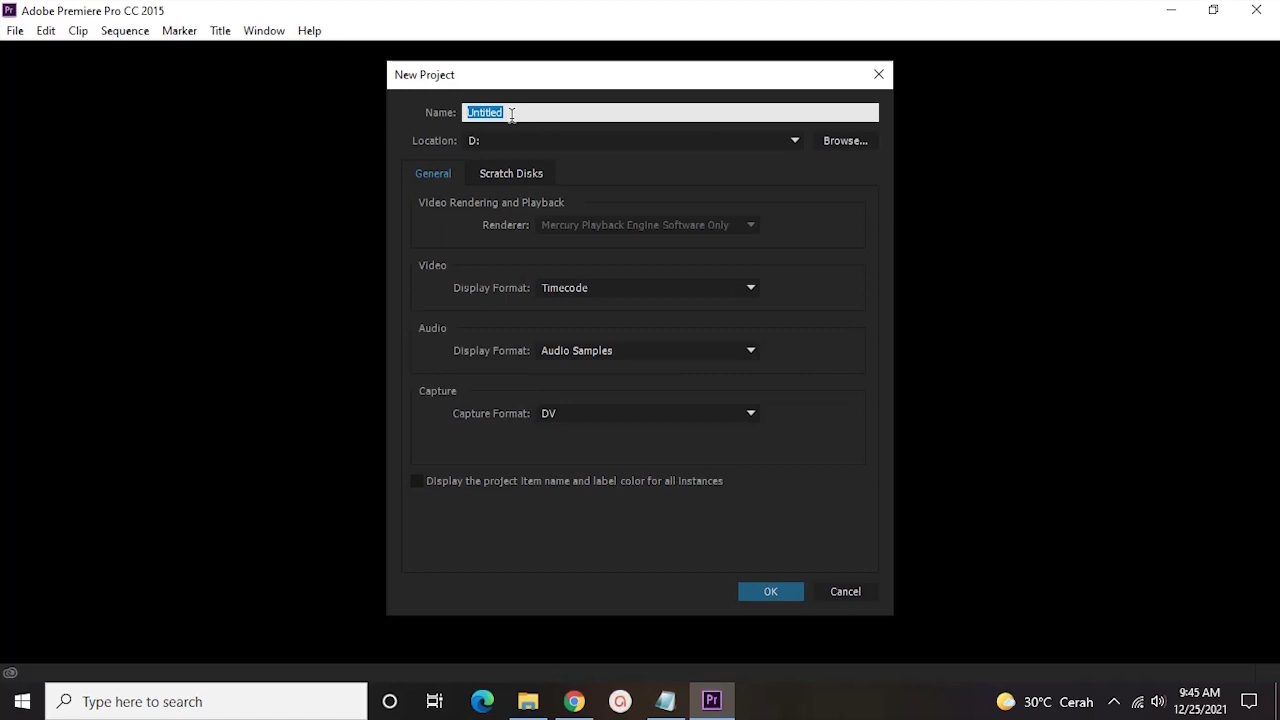 Pr Adobe Premiere Pro CC 2015
File Edit Clip Sequence Marker Title Window Help
New Project
Name: Untitled
Location: D: Browse...
General Scratch Disks
Video Rendering and Playback
Renderer: Mercury Playback Engine Software Only
Video
Display Format: Timecode
Audio
Display Format: Audio Samples
Capture
Capture Format: DV
Display the project item name and label color for all instances
OK Cancel
Type here to search
Pr
30°C Cerah
9:45 AM
12/25/2021